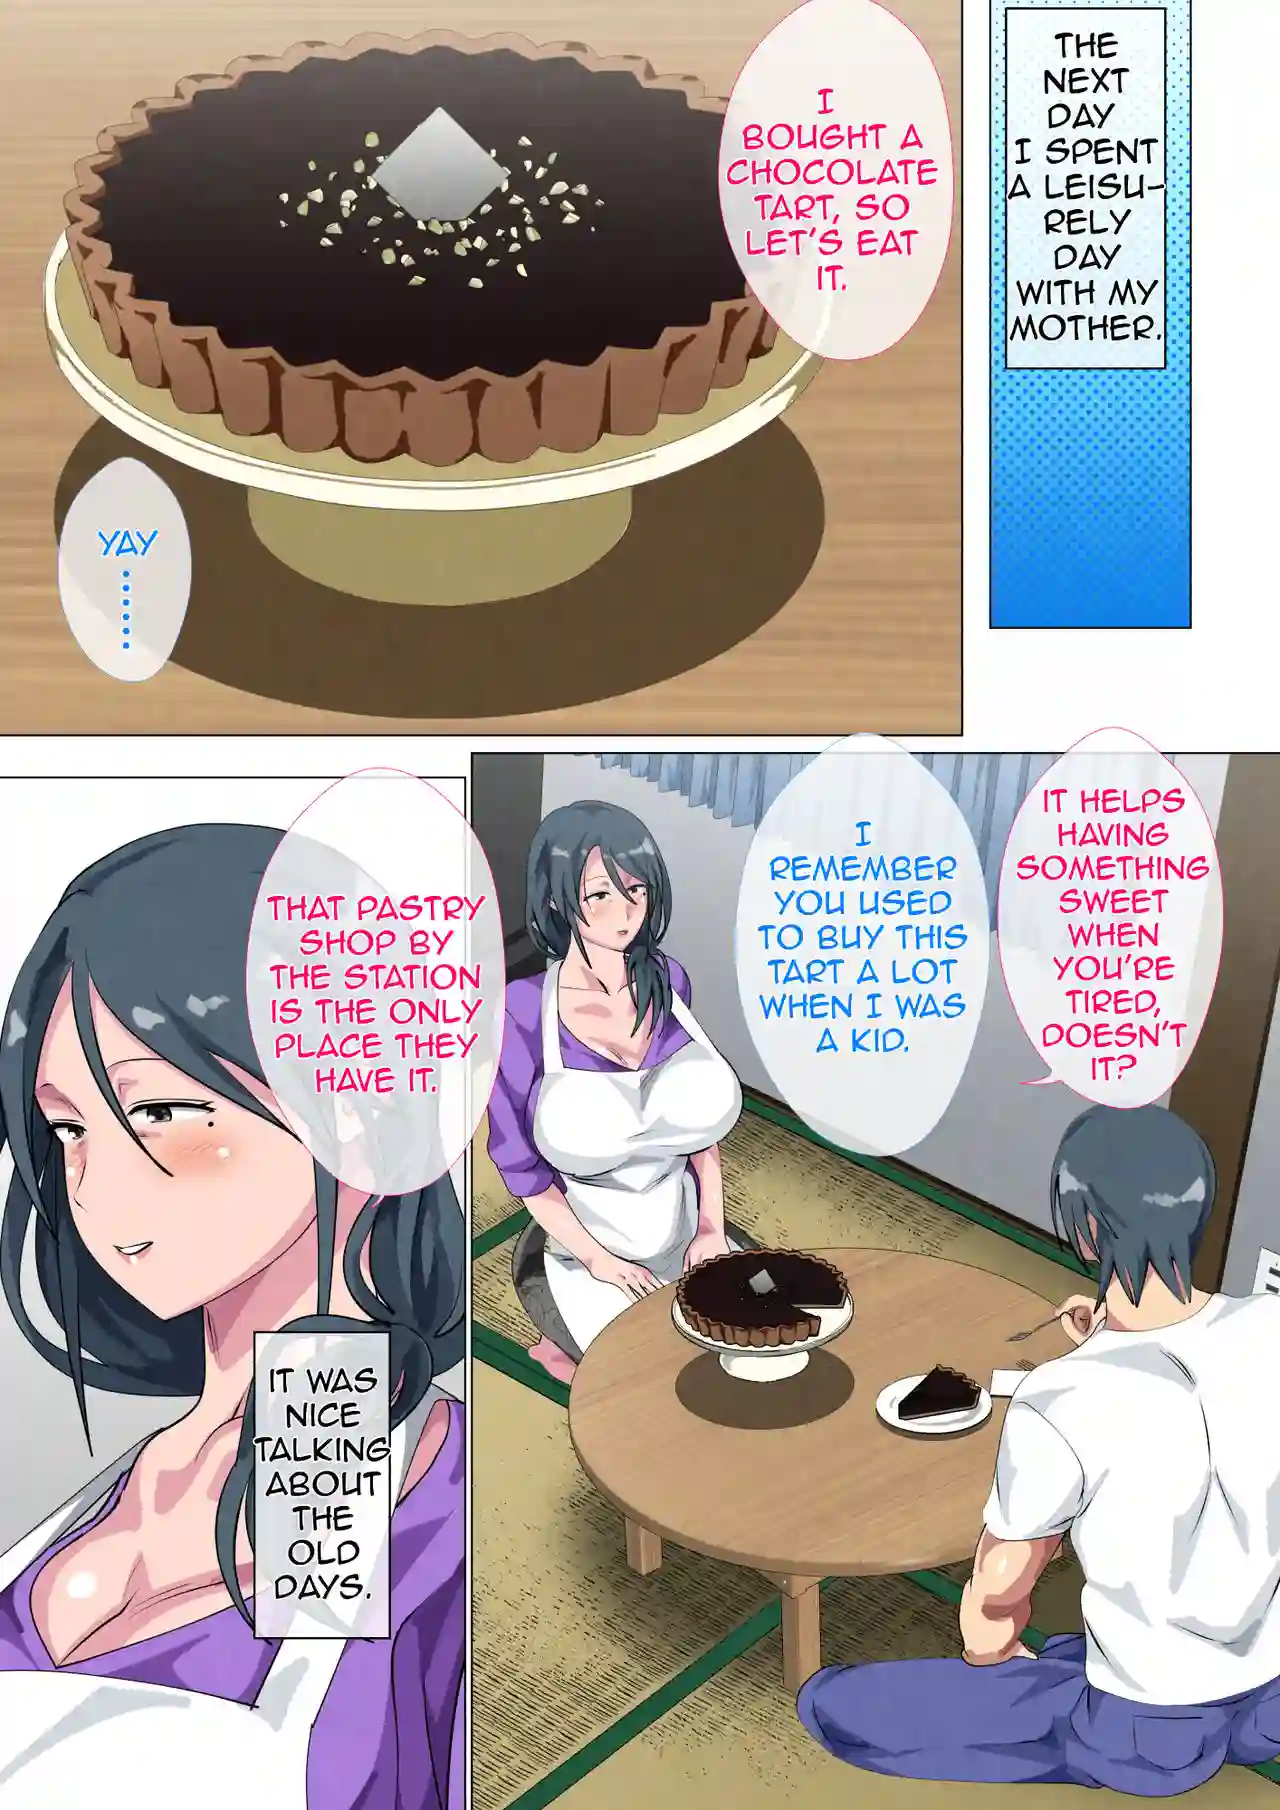 THE
NEXT
DAY
I SPENT
A LEISU-
RELY
DAY
WITH MY
MOTHER.
I
BOUGHT A
CHOCOLATE
TART, SO
LET'S EAT
IT.
YAY
......
IT HELPS
HAVING
SOMETHING
SWEET
WHEN
YOU'RE
TIRED,
DOESN'T
IT?
I
REMEMBER
YOU USED
TO BUY THIS
TART A LOT
WHEN I WAS
A KID.
THAT PASTRY
SHOP BY
THE STATION
IS THE ONLY
PLACE THEY
HAVE IT.
IT WAS
NICE
TALKING
ABOUT
THE
OLD
DAYS.